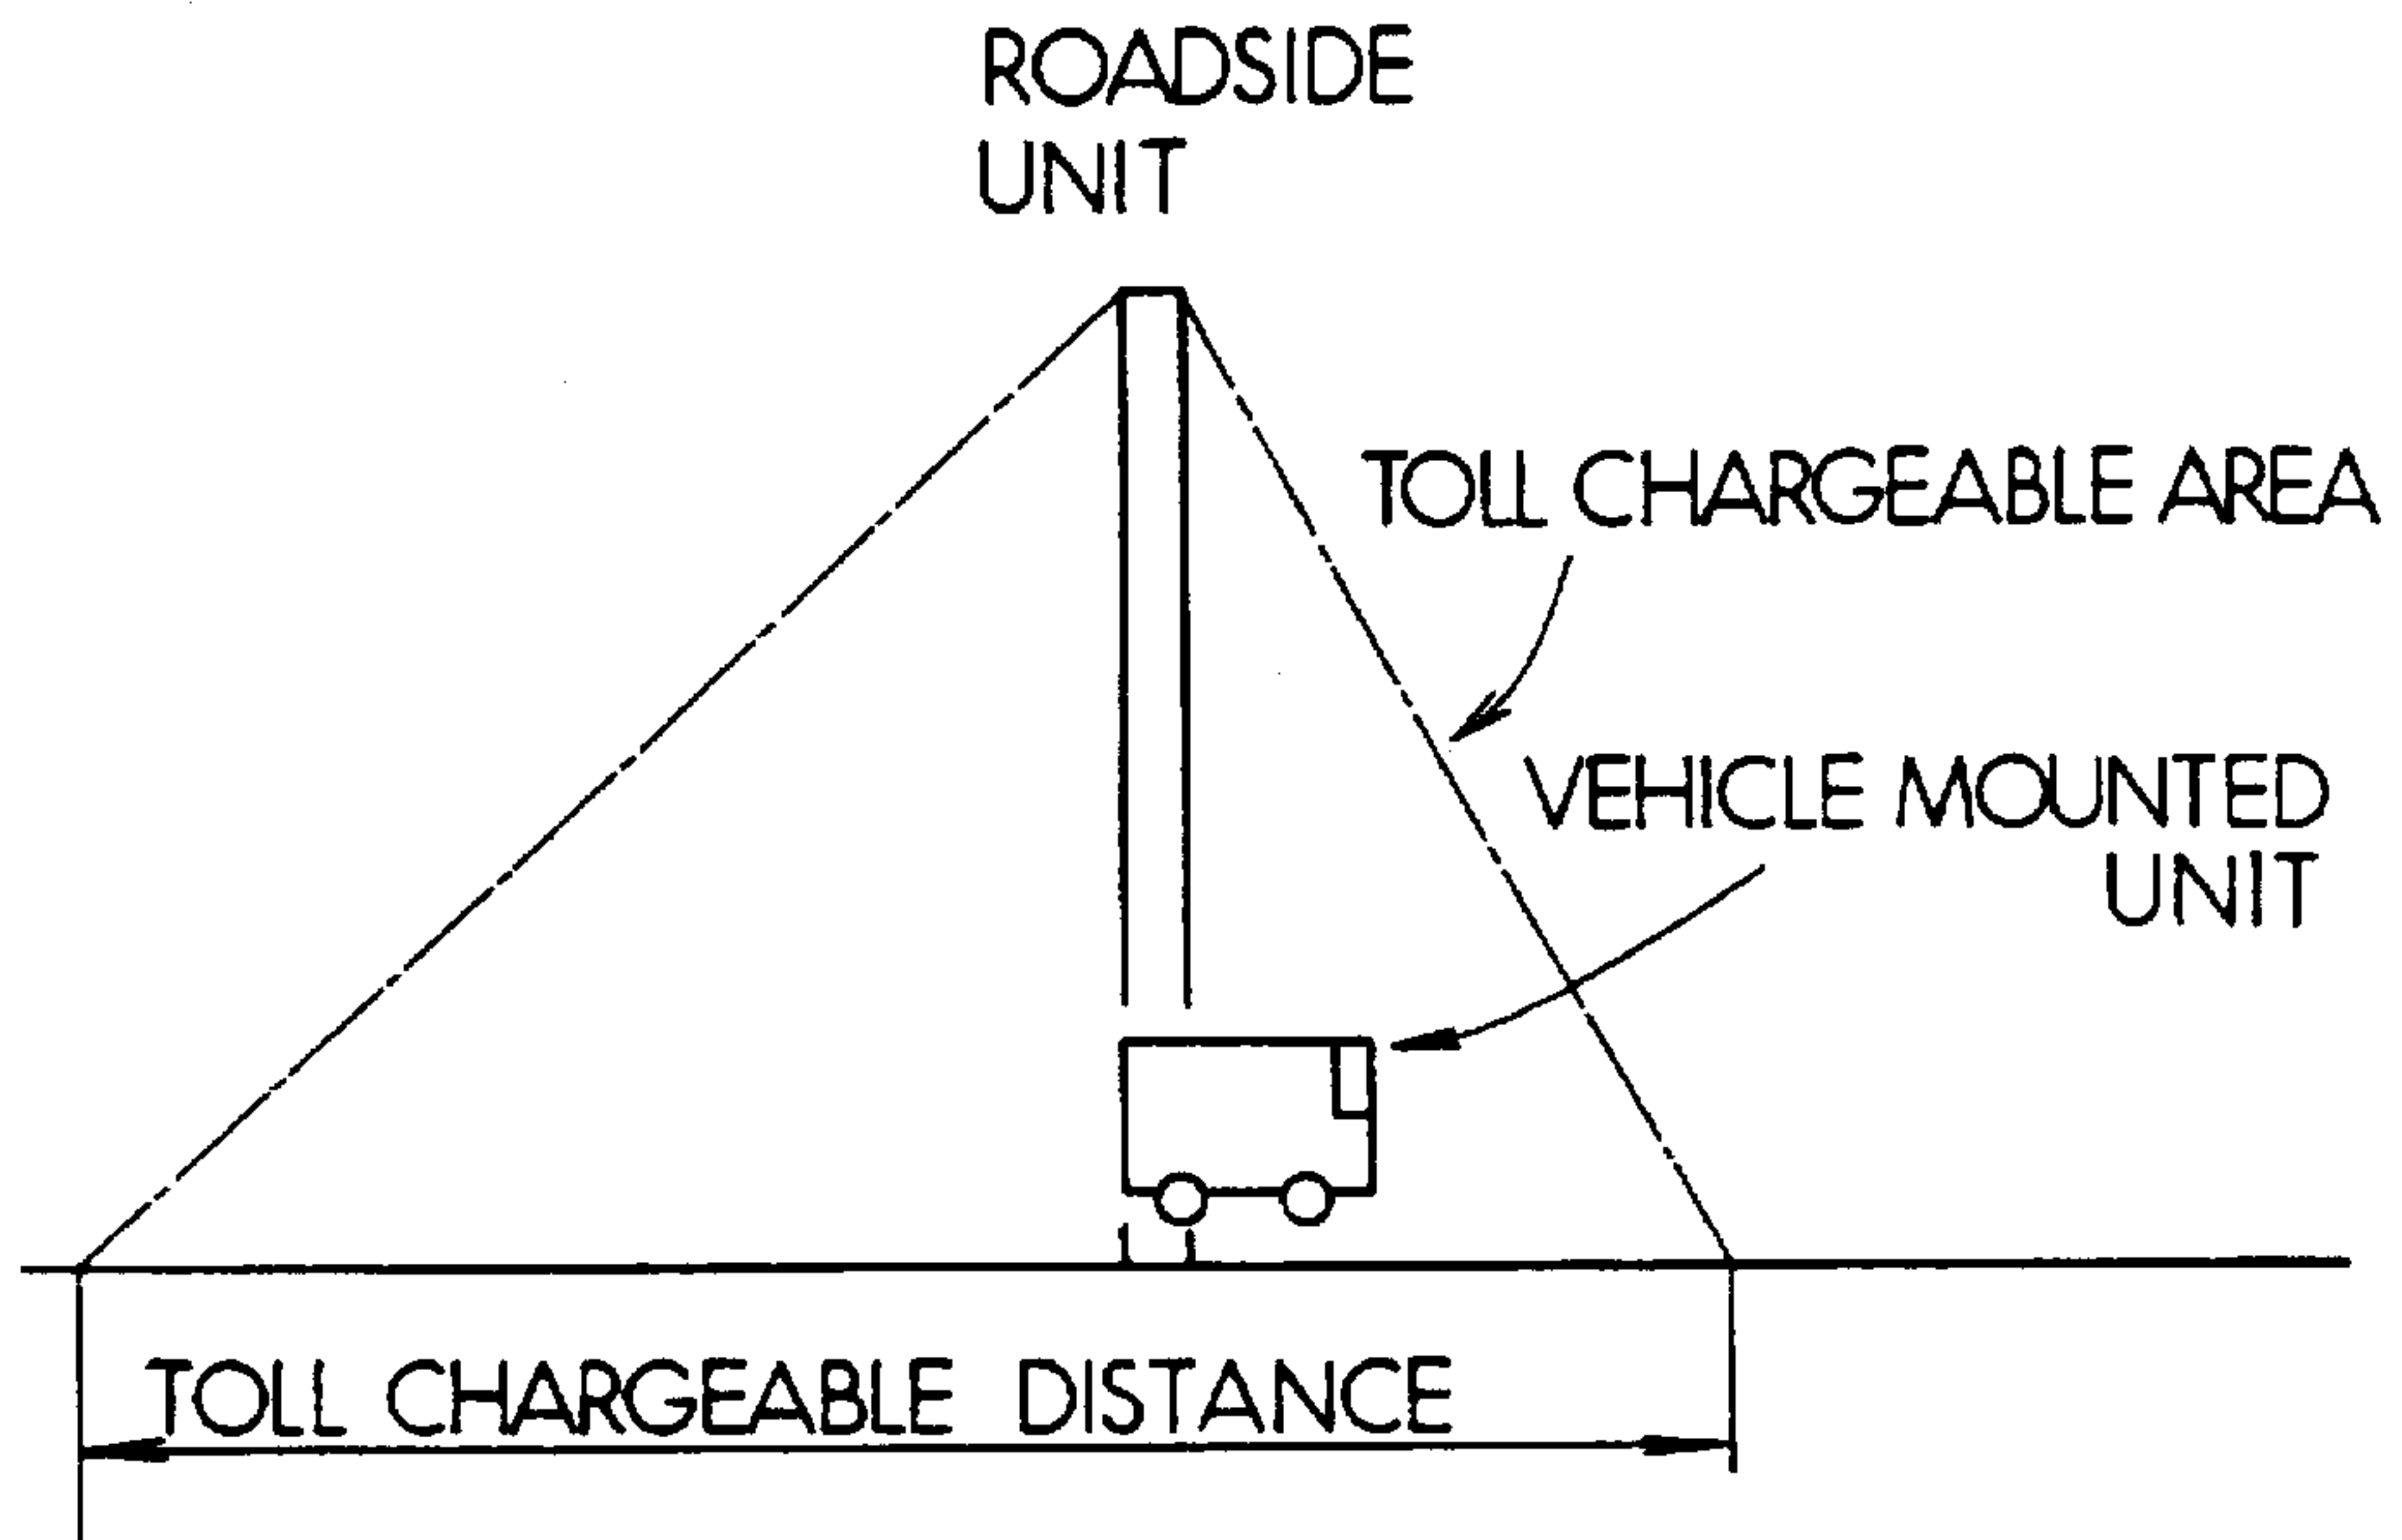 ROADSIDE
UNIT
TOLL CHARGEABLE AREA
VEHICLE MOUNTED
UNIT
TOLL CHARGEABLE DISTANCE